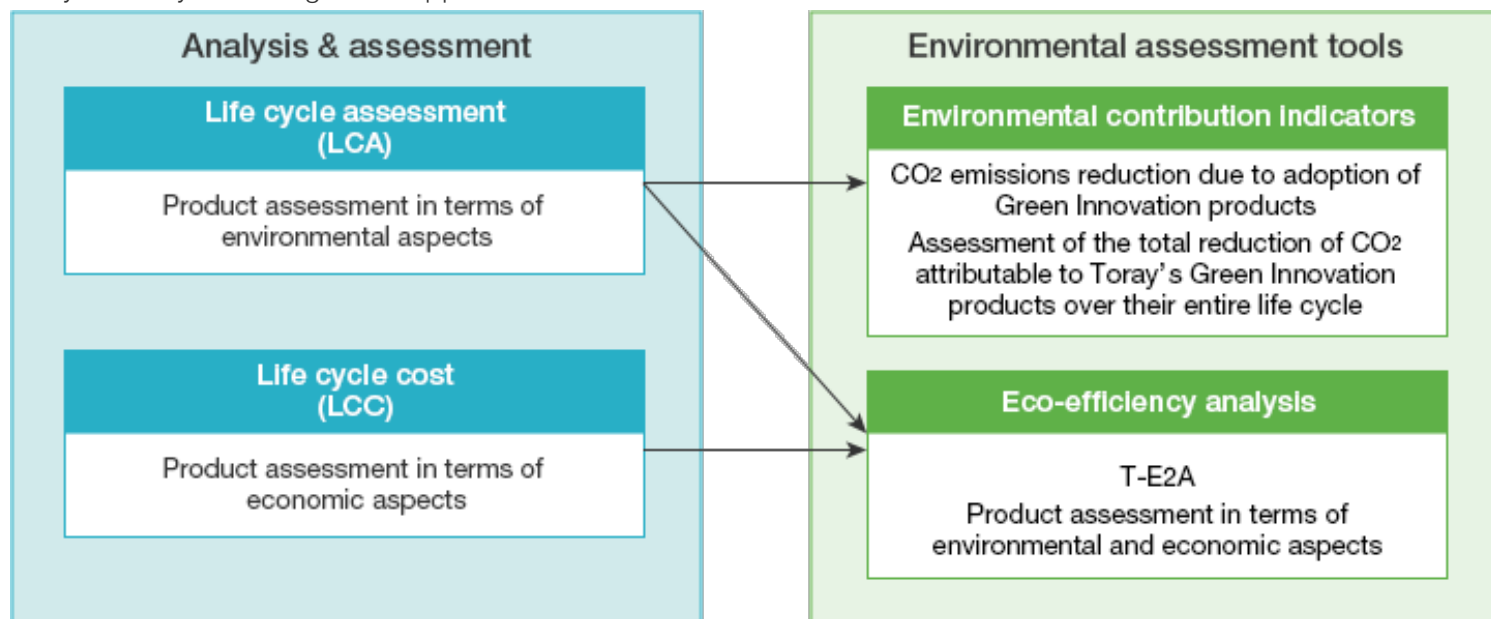 Analysis & assessment
Life cycle assessment
(LCA)
Product assessment in terms of
environmental aspects
Life cycle cost
(LCC)
Product assessment in terms of
economic aspects
Environmental assessment tools
Environmental contribution indicators
CO2 emissions reduction due to adoption of
Green Innovation products
Assessment of the total reduction of CO2
attributable to Toray's Green Innovation
products over their entire life cycle
Eco-efficiency analysis
T-E2A
Product assessment in terms of
environmental and economic aspects